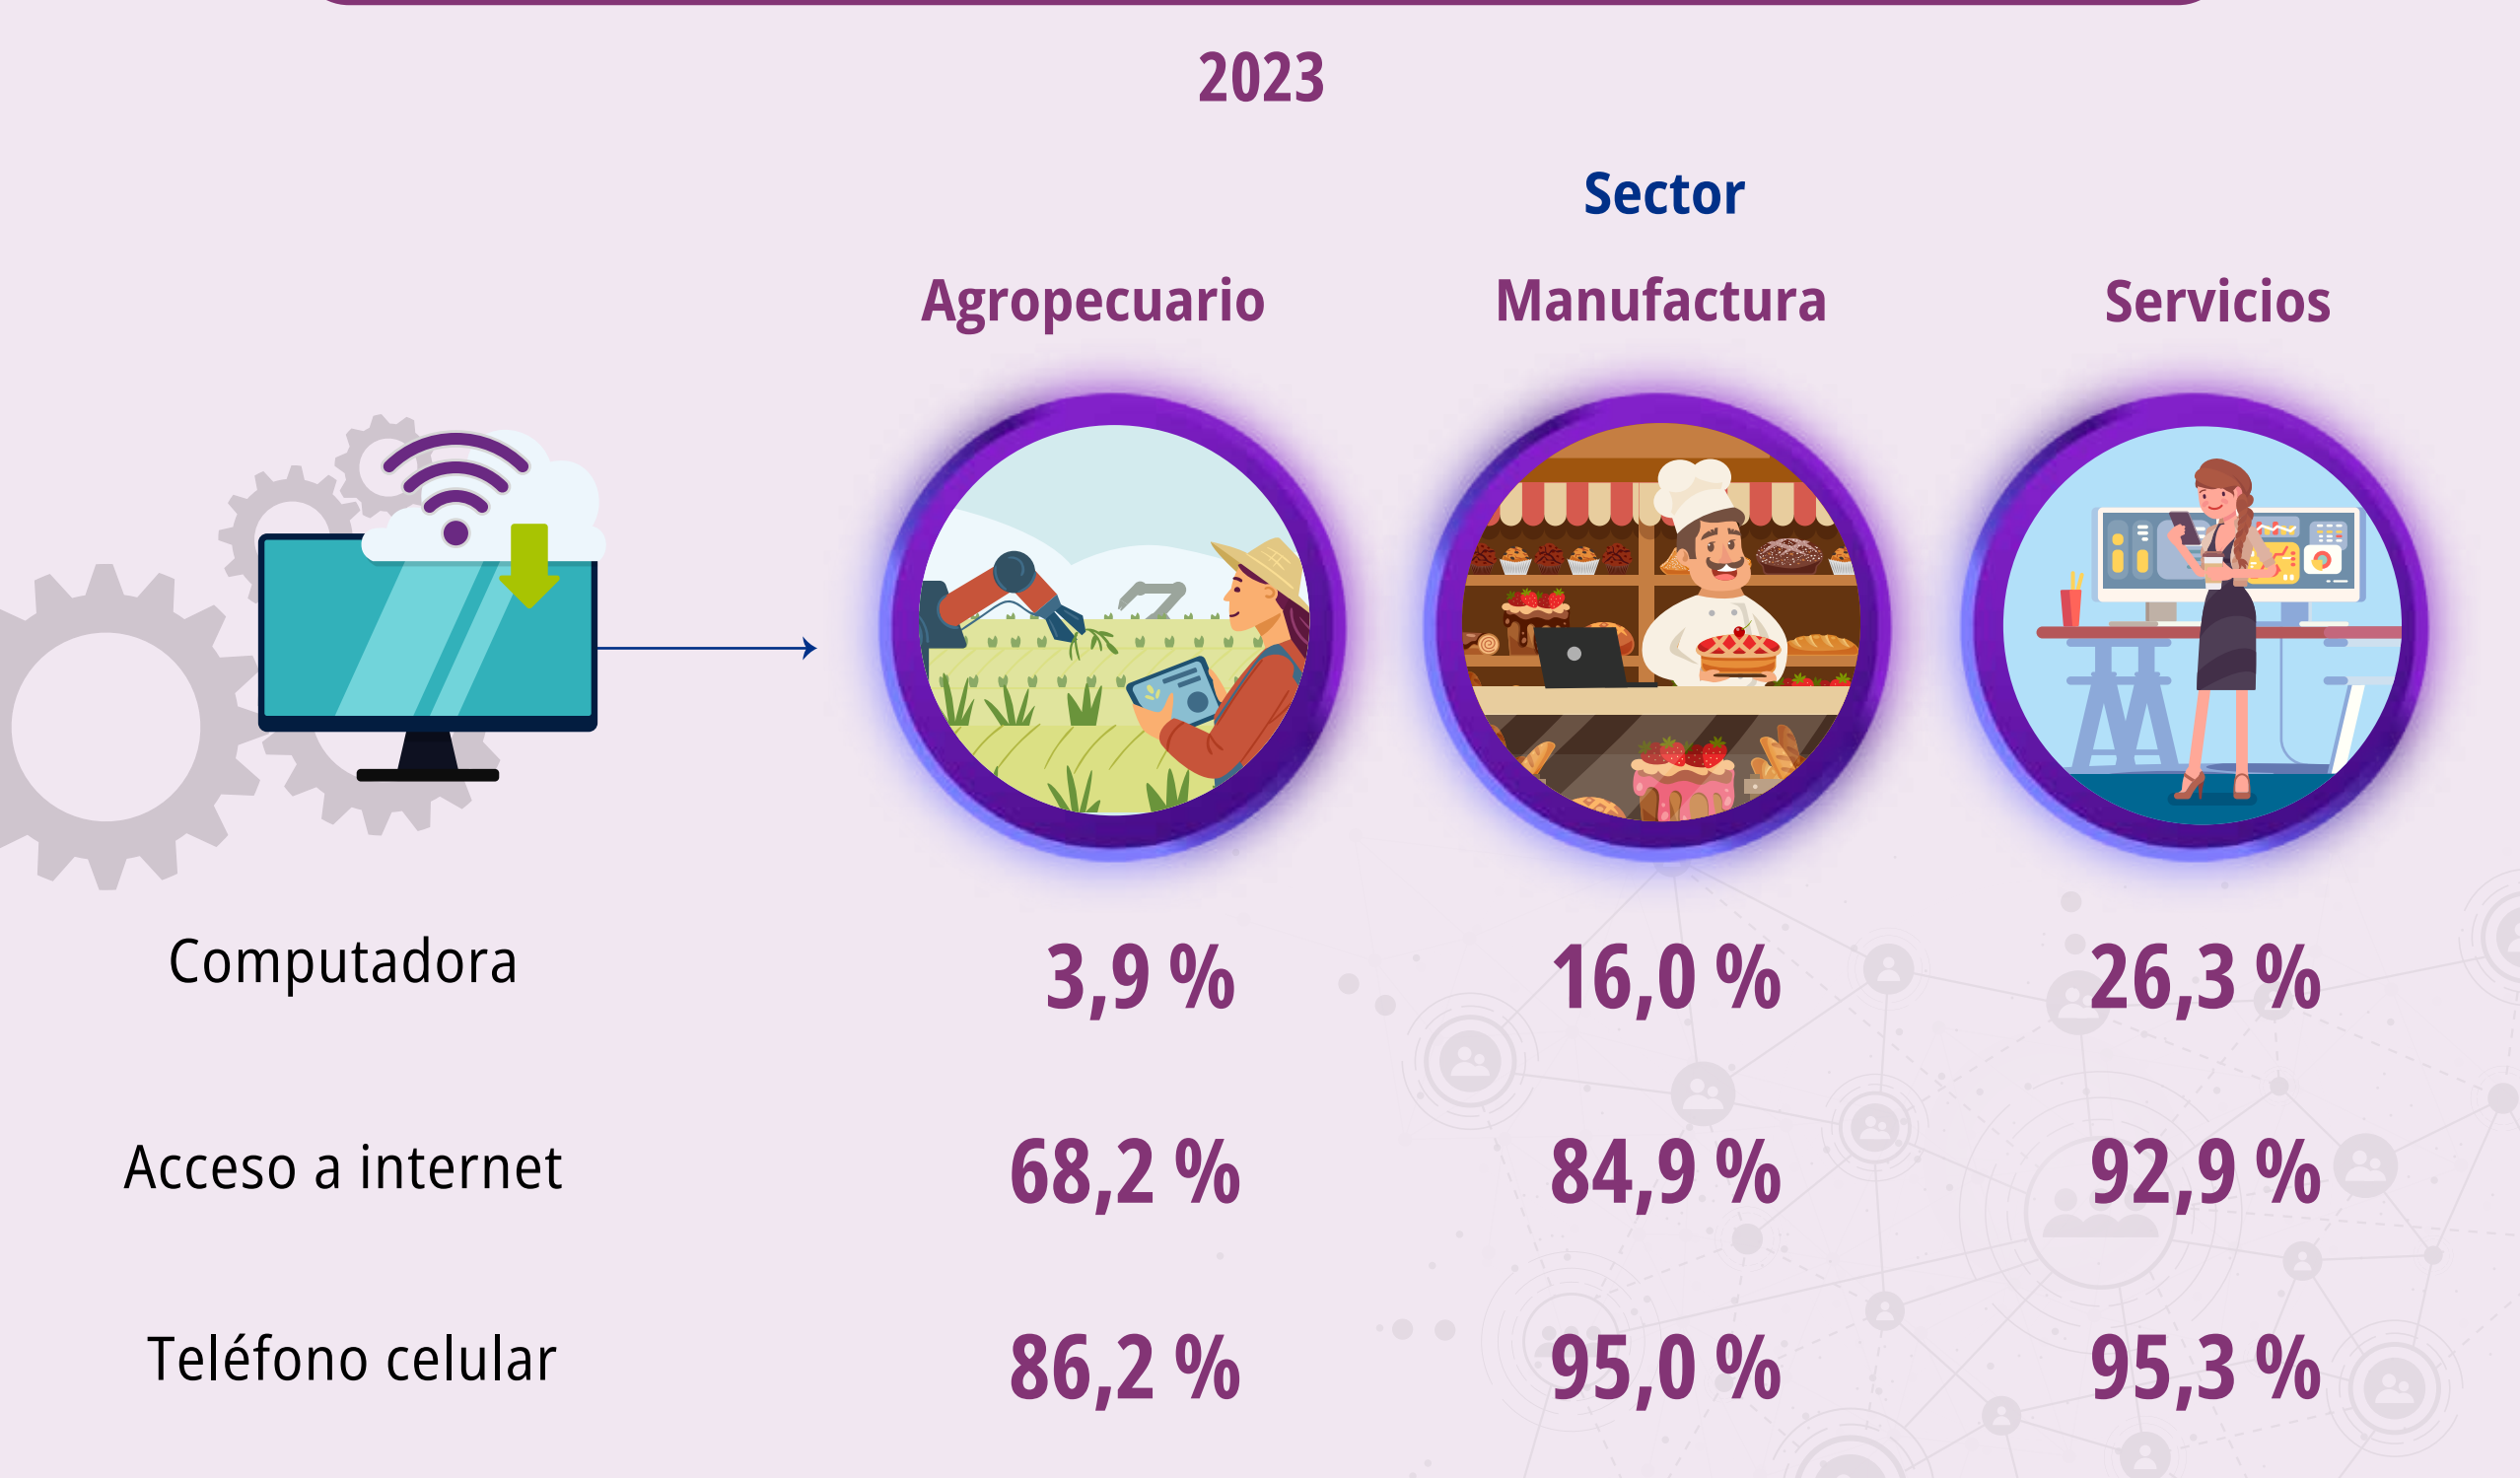 2023
Sector
Agropecuario Manufactura Servicios
Computadora 3,9 % 16,0 % 26,3 %
Acceso a internet 68,2 % 84,9 % 92,9 %
Teléfono celular 86,2 % 95,0 % 95,3 %